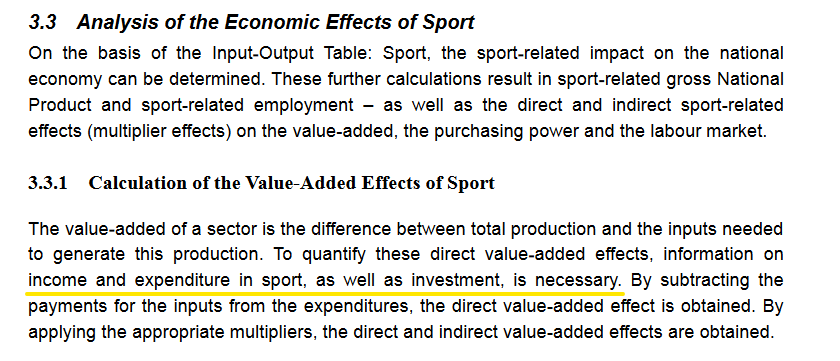 3.3 Analysis of the Economic Effects of Sport
On the basis of the Input-Output Table: Sport, the sport-related impact on the national
economy can be determined. These further calculations result in sport-related gross National
Product and sport-related employment – as well as the direct and indirect sport-related
effects (multiplier effects) on the value-added, the purchasing power and the labour market.
3.3.1 Calculation of the Value-Added Effects of Sport
The value-added of a sector is the difference between total production and the inputs needed
to generate this production. To quantify these direct value-added effects, information on
income and expenditure in sport, as well as investment, is necessary. By subtracting the
payments for the inputs from the expenditures, the direct value-added effect is obtained. By
applying the appropriate multipliers, the direct and indirect value-added effects are obtained.